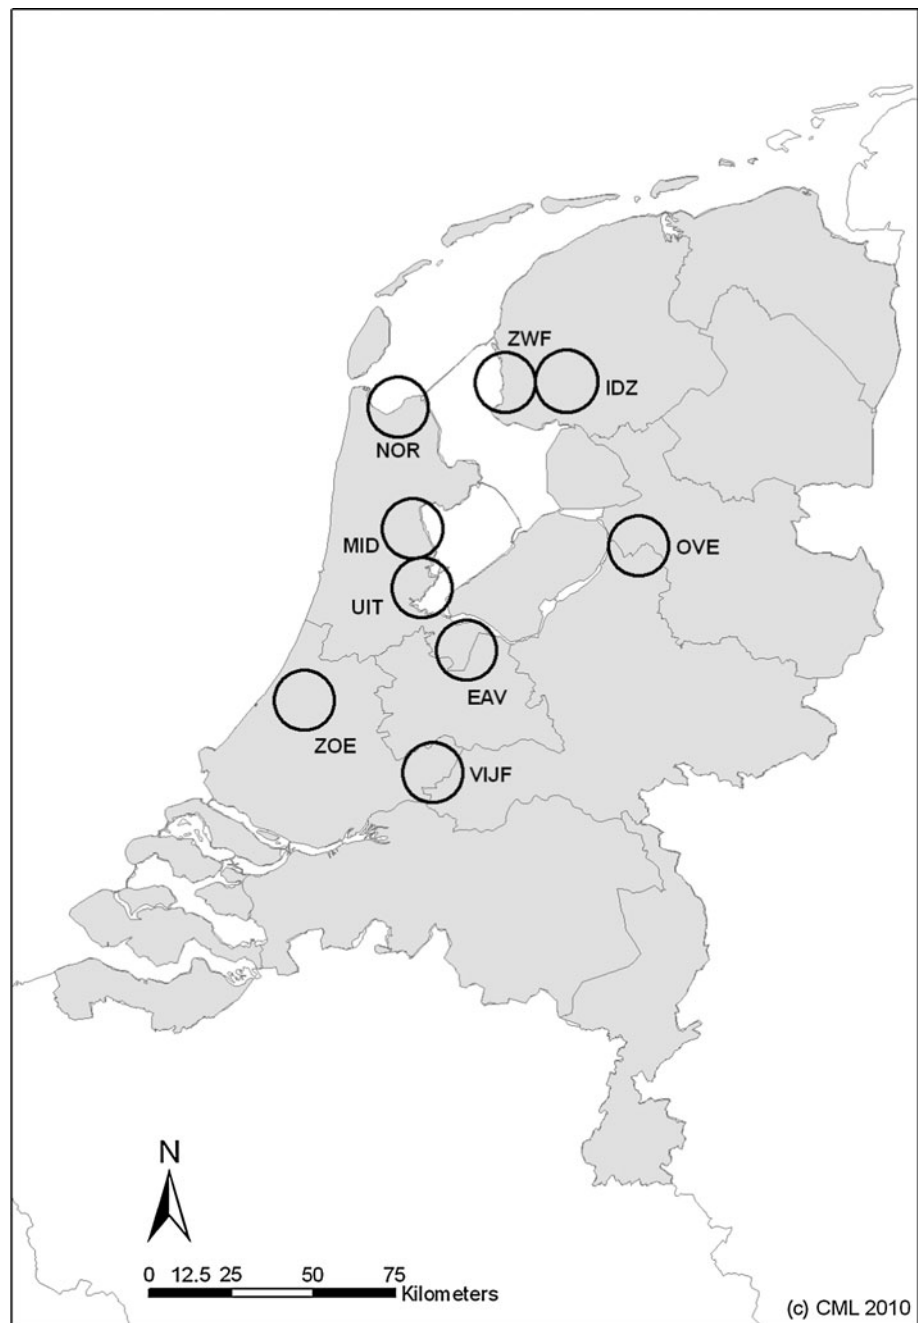 ZWF
IDZ
NOR
MID
OVE
UIT
EAV
ZOE
VIJF
N
0 12.5 25 50 75
Kilometers
(c) CML 2010